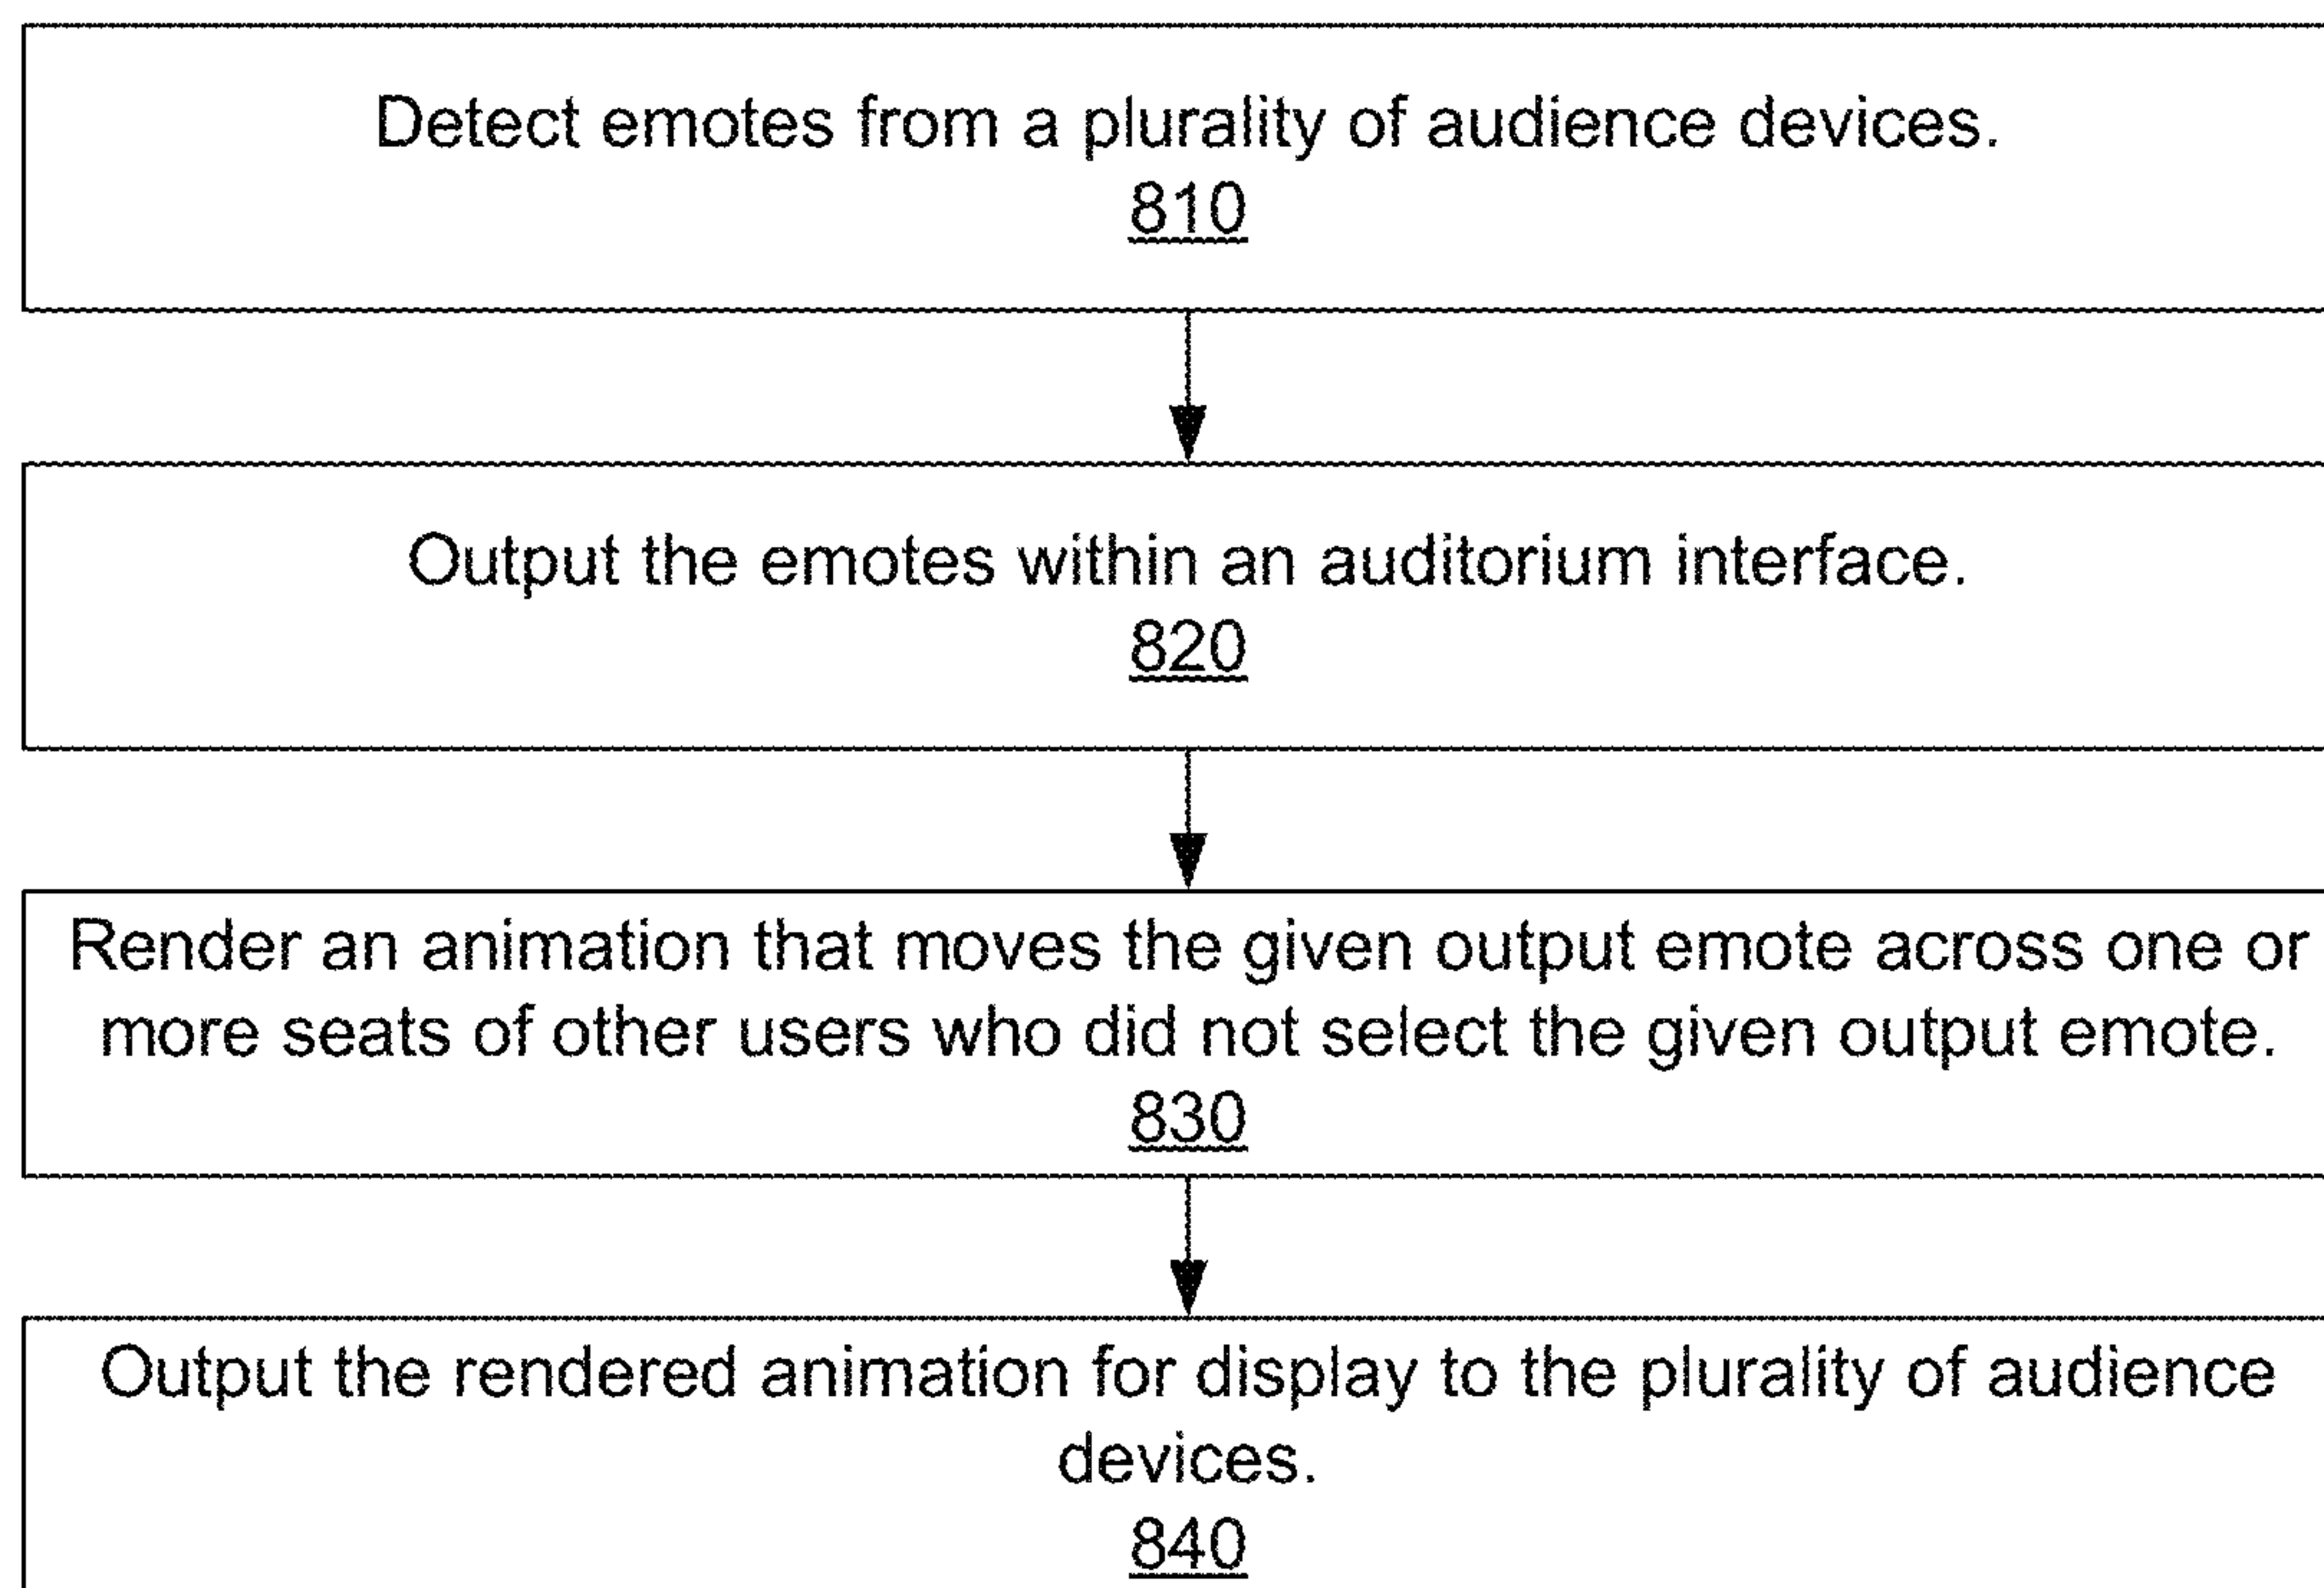 Detect emotes from a plurality of audience devices.
810
Output the emotes within an auditorium interface.
820
Render an animation that moves the given output emote across one or
more seats of other users who did not select the given output emote.
830
Output the rendered animation for display to the plurality of audience
devices.
840